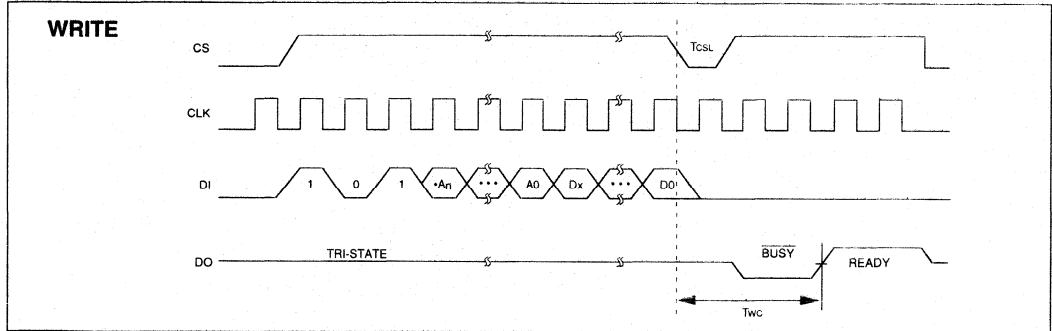 WRITE
CS
TCSL
CLK
DI
1 0 1 •An ••• A0 Dx ••• D0
DO
TRI-STATE
BUSY
READY
TWC